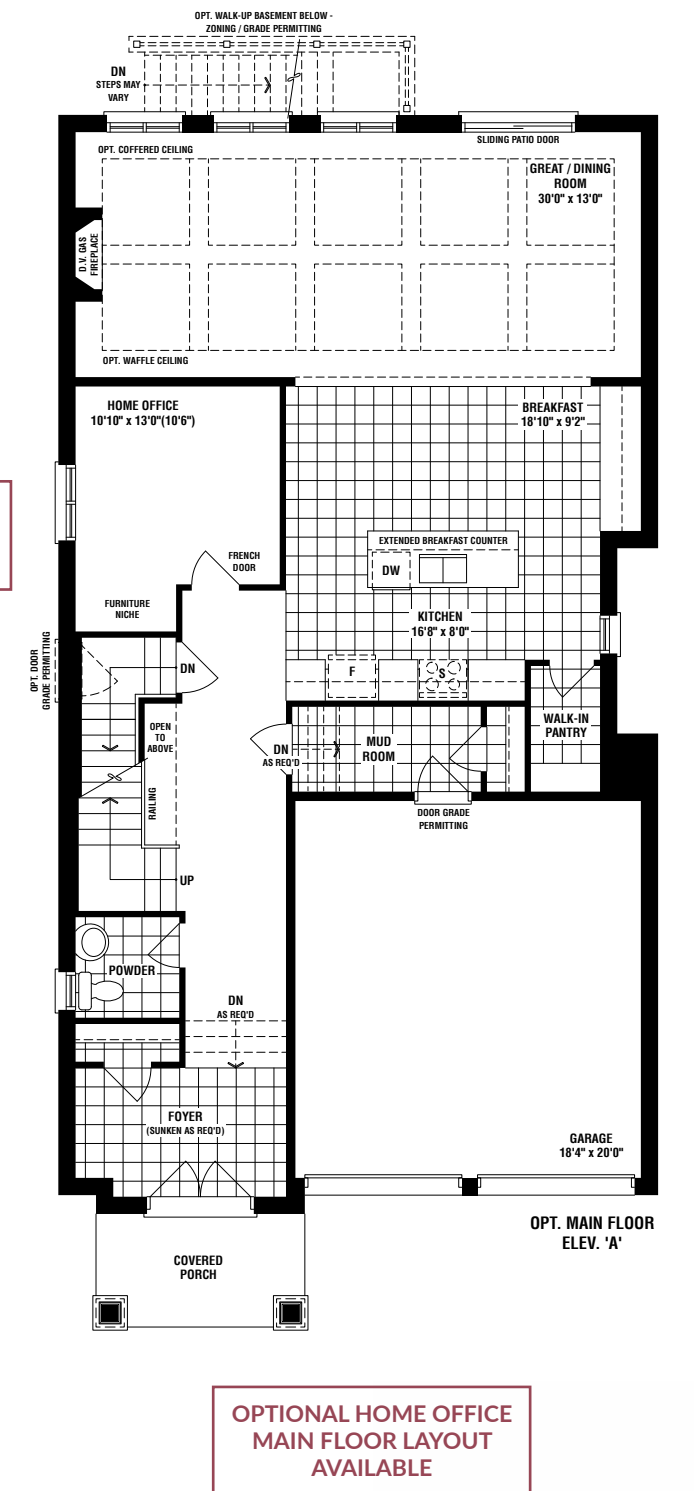 OPT. WALK-UP BASEMENT BELOW -
ZONING / GRADE PERMITTING
DN
STEPS MAY
VARY
SLIDING PATIO DOOR
OPT. COFFERED CEILING
GREAT / DINING
ROOM
30'0" x 13'0"
D.V. GAS
FIREPLACE
OPT. WAFFLE CEILING
HOME OFFICE
10'10" x 13'0"(10'6")
BREAKFAST
18'10" x 9'2"
EXTENDED BREAKFAST COUNTER
DW
FRENCH
DOOR
FURNITURE
NICHE
KITCHEN
16'8" x 8'0"
OPT. DOOR
GRADE PERMITTING
DN
F
S
OPEN
TO
ABOVE
WALK-IN
PANTRY
MUD
ROOM
DN
AS REQ'D
RAILING
DOOR GRADE
PERMITTING
UP
POWDER
DN
AS REQ'D
FOYER
(SUNKEN AS REQ'D)
GARAGE
18'4" x 20'0"
OPT. MAIN FLOOR
ELEV. 'A'
COVERED
PORCH
OPTIONAL HOME OFFICE
MAIN FLOOR LAYOUT
AVAILABLE